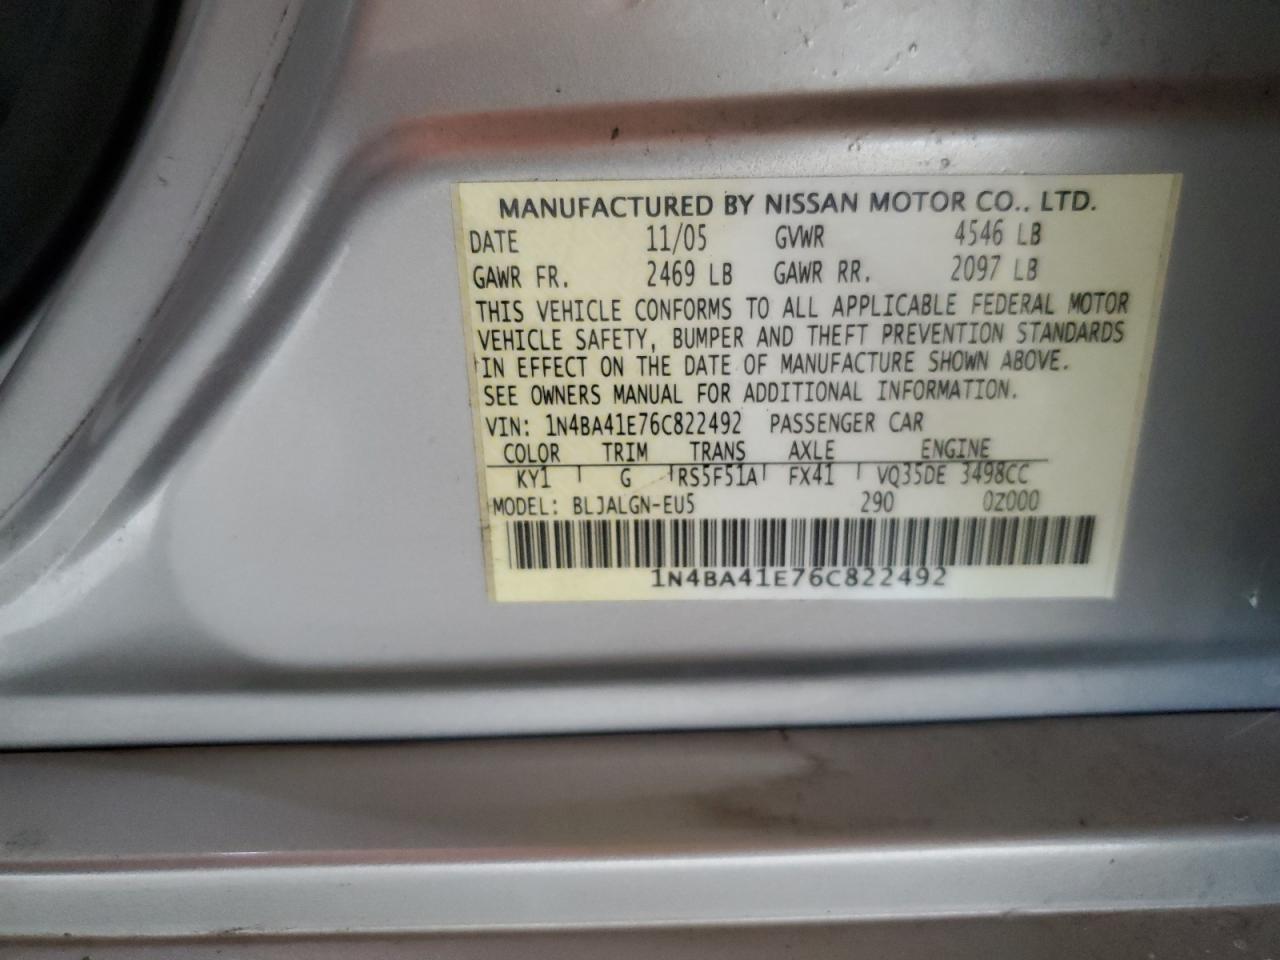 MANUFACTURED BY NISSAN MOTOR CO., LTD.
DATE 11/05 GVWR 4546 LB
GAWR FR. 2469 LB GAWR RR. 2097 LB
THIS VEHICLE CONFORMS TO ALL APPLICABLE FEDERAL MOTOR
VEHICLE SAFETY, BUMPER AND THEFT PREVENTION STANDARDS
IN EFFECT ON THE DATE OF MANUFACTURE SHOWN ABOVE.
SEE OWNERS MANUAL FOR ADDITIONAL INFORMATION.
VIN: 1N4BA41E76C822492 PASSENGER CAR
COLOR TRIM TRANS AXLE ENGINE
KY1 G RS5F51A FX41 VQ35DE 3498CC
MODEL: BLJALGN-EU5 290 0Z000
1N4BA41E76C822492